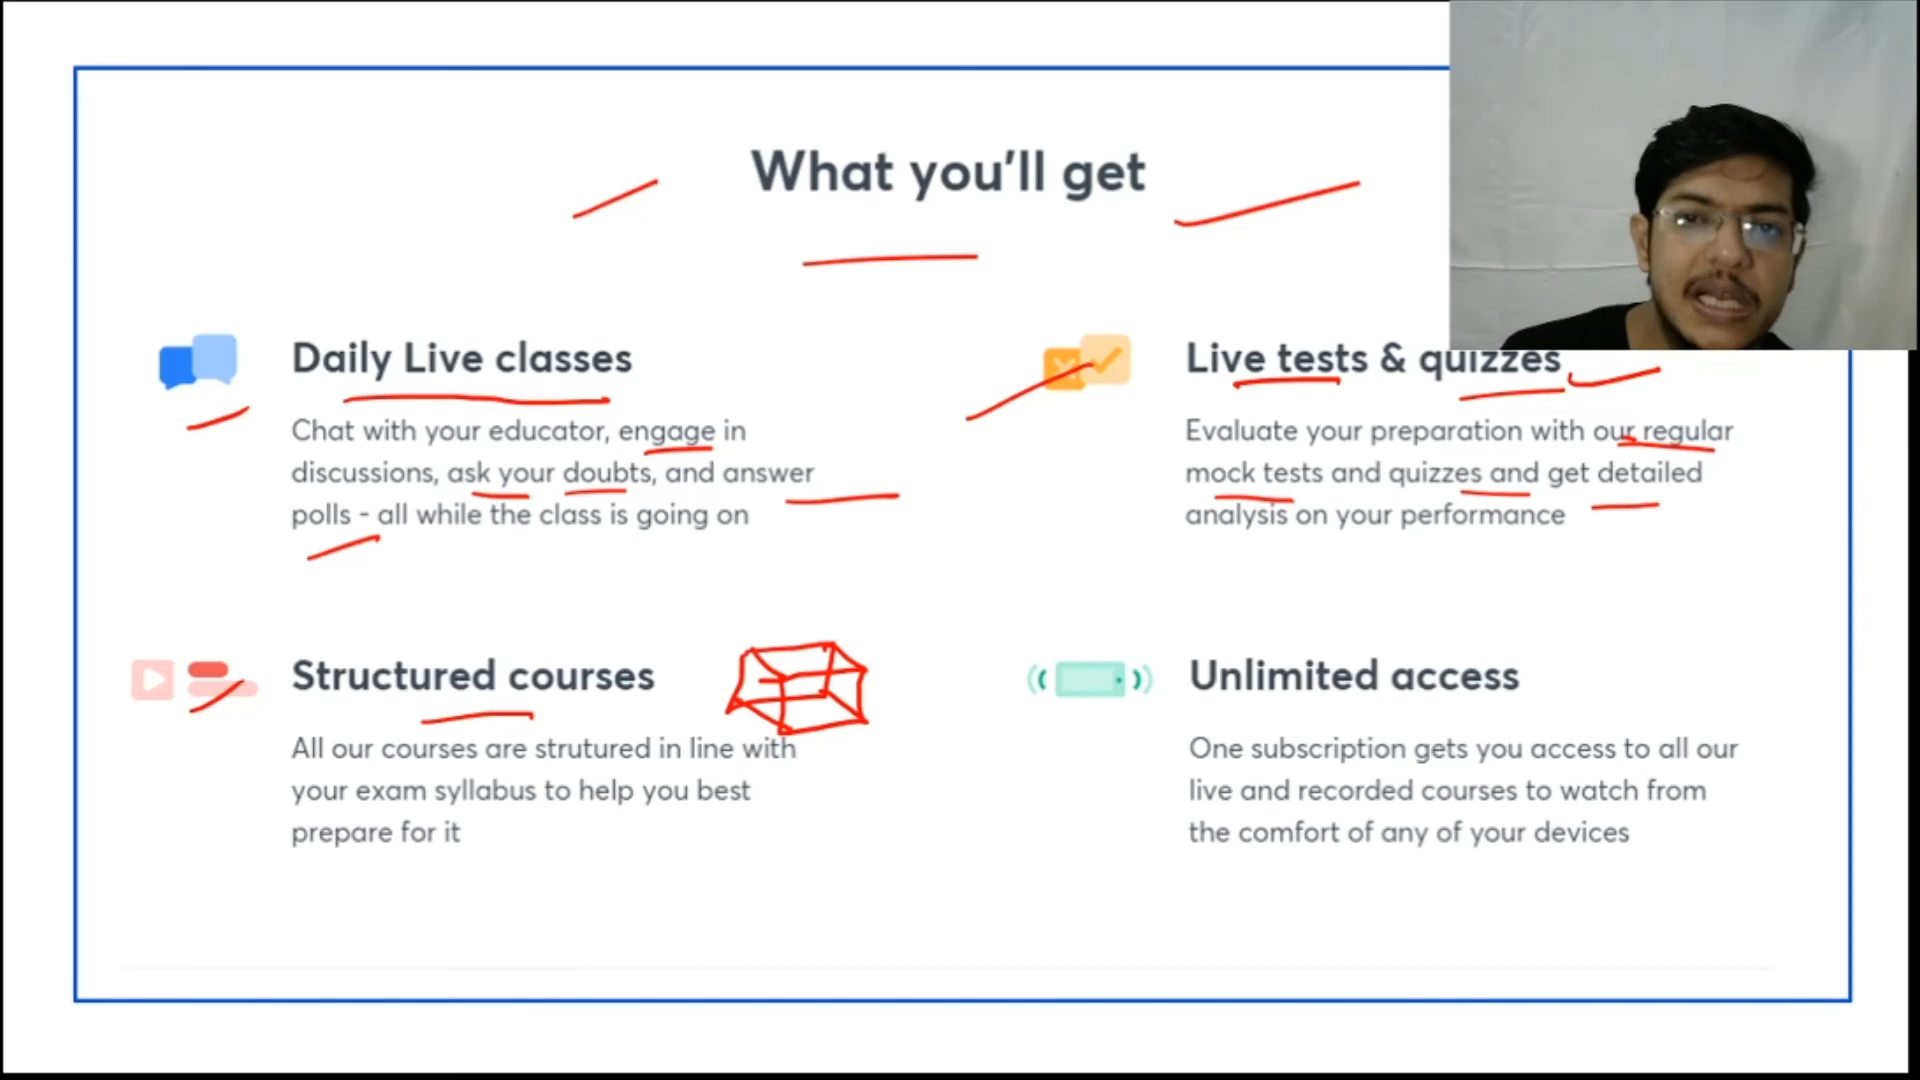 What you'll get
Daily Live classes
Chat with your educator, engage in
discussions, ask your doubts, and answer
polls - all while the class is going on
Live tests & quizzes
Evaluate your preparation with our regular
mock tests and quizzes and get detailed
analysis on your performance
Structured courses
All our courses are strutured in line with
your exam syllabus to help you best
prepare for it
Unlimited access
One subscription gets you access to all our
live and recorded courses to watch from
the comfort of any of your devices